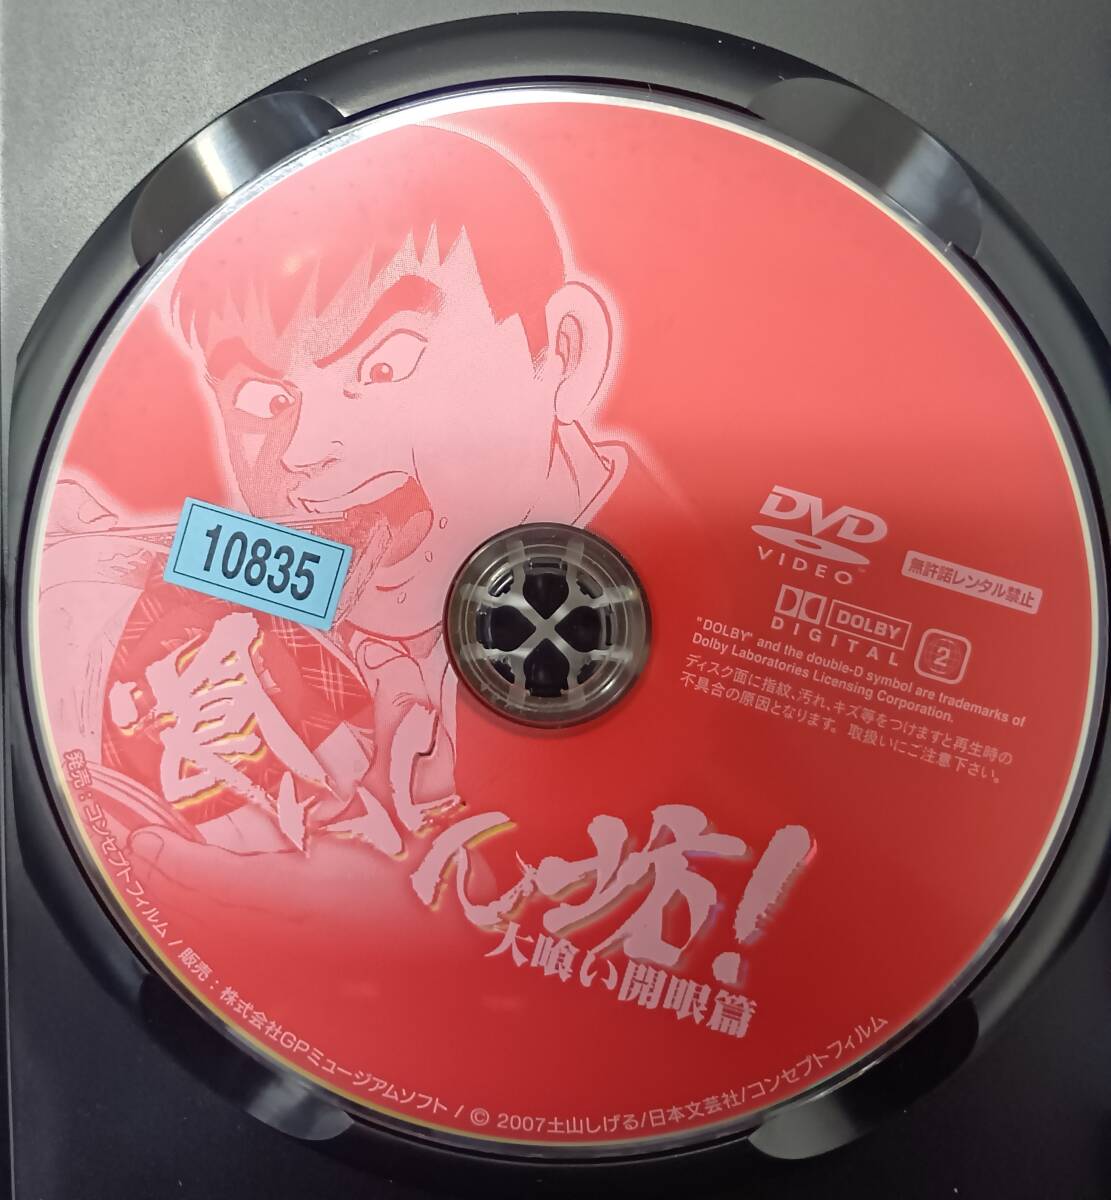 10835
DVD
VIDEO
無許諾レンタル禁止
DOLBY
DIGITAL
2
"DOLBY" and the double-D symbol are trademarks of
Dolby Laboratories Licensing Corporation.
ディスク面に指紋、汚れ、キズ等をつけますと再生時の
不具合の原因となります。取扱いにご注意下さい。
喰いしん坊!
大喰い開眼篇
発売:コンセプトフィルム / 販売:株式会社GPミュージアムソフト / © 2007土山しげる/日本文芸社/コンセプトフィルム